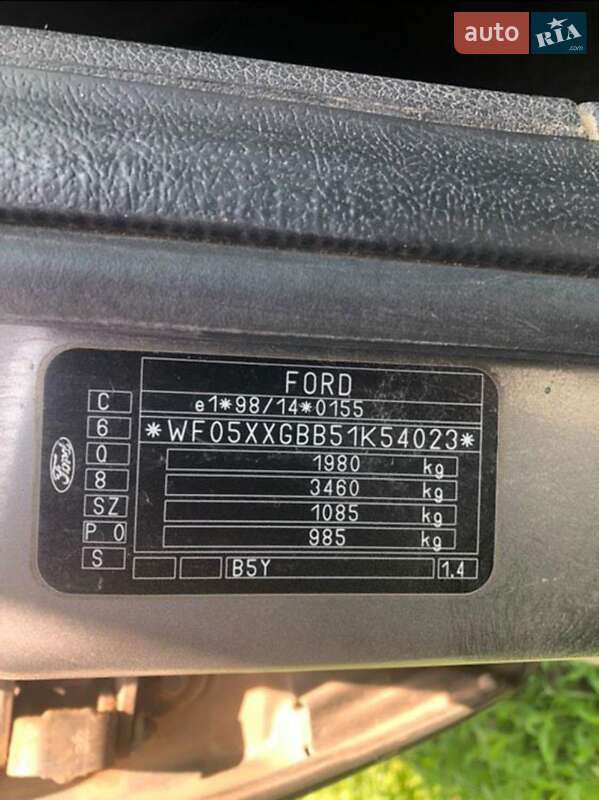 auto RIA .com
FORD
e1*98/14*0155
*WF05XXGBB51K54023*
1980 kg
3460 kg
1085 kg
985 kg
B5Y 1.4
C
6
0
8
SZ
P 0
S
Ford